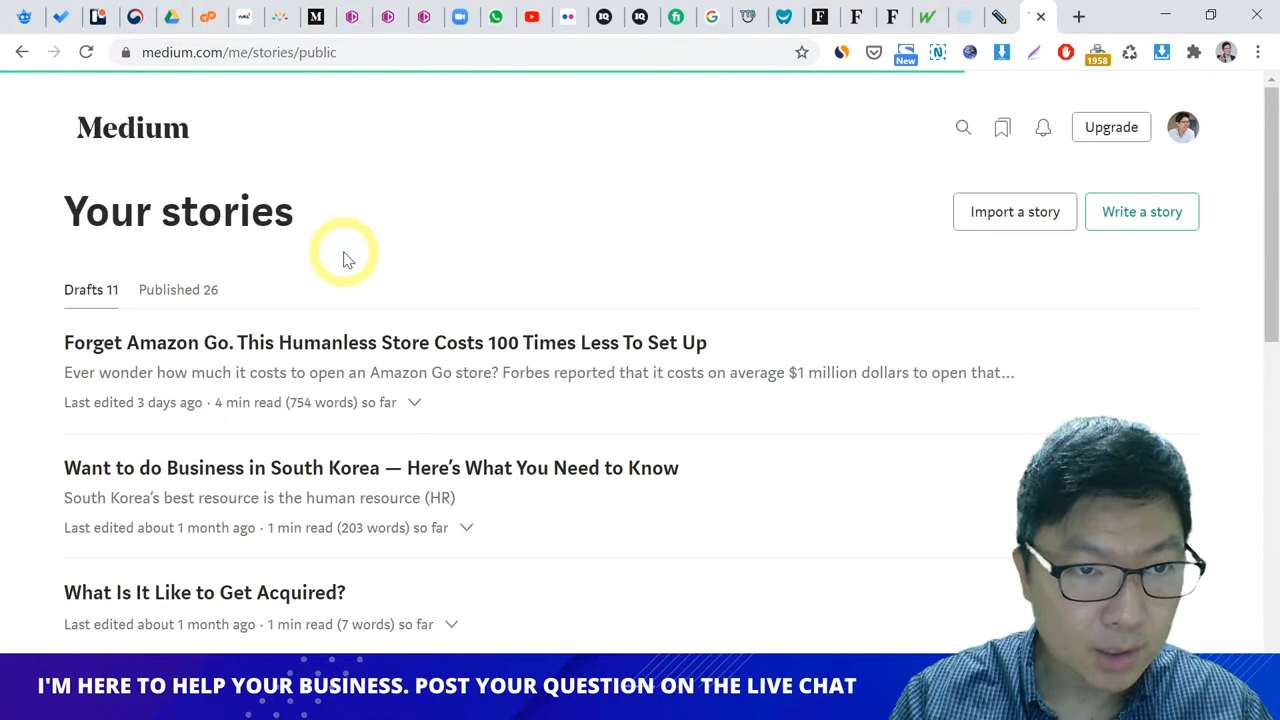 medium.com/me/stories/public
New
1958
Medium
Upgrade
Your stories
Import a story
Write a story
Drafts 11
Published 26
Forget Amazon Go. This Humanless Store Costs 100 Times Less To Set Up
Ever wonder how much it costs to open an Amazon Go store? Forbes reported that it costs on average $1 million dollars to open that...
Last edited 3 days ago · 4 min read (754 words) so far
Want to do Business in South Korea — Here's What You Need to Know
South Korea's best resource is the human resource (HR)
Last edited about 1 month ago · 1 min read (203 words) so far
What Is It Like to Get Acquired?
Last edited about 1 month ago · 1 min read (7 words) so far
I'M HERE TO HELP YOUR BUSINESS. POST YOUR QUESTION ON THE LIVE CHAT